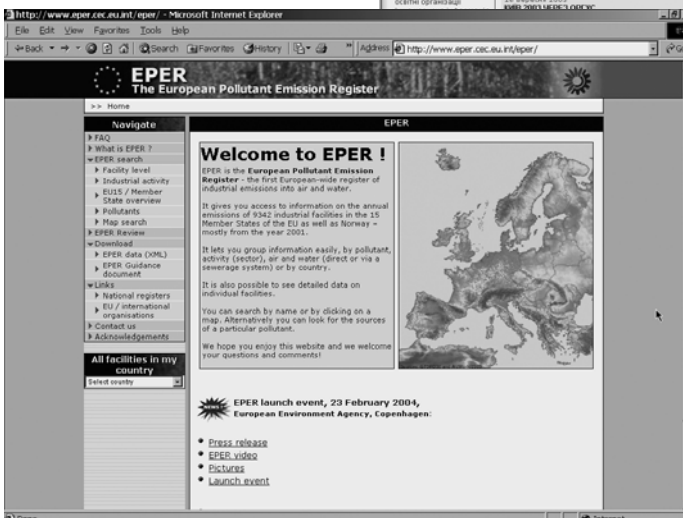 освітні організації
http://www.eper.cec.eu.int/eper/ - Microsoft Internet Explorer
File Edit View Favorites Tools Help
Back Search Favorites History Address http://www.eper.cec.eu.int/eper/
EPER
The European Pollutant Emission Register
>> Home
Navigate
FAQ
What is EPER ?
EPER search
Facility level
Industrial activity
EU15 / Member
State overview
Pollutants
Map search
EPER Review
Download
EPER data (XML)
EPER Guidance
document
Links
National registers
EU / international
organisations
Contact us
Acknowledgements
All facilities in my
country
Select country
EPER
Welcome to EPER !
EPER is the European Pollutant Emission
Register - the first European-wide register of
industrial emissions into air and water.
It gives you access to information on the annual
emissions of 9342 industrial facilities in the 15
Member States of the EU as well as Norway –
mostly from the year 2001.
It lets you group information easily, by pollutant,
activity (sector), air and water (direct or via a
sewerage system) or by country.
It is also possible to see detailed data on
individual facilities.
You can search by name or by clicking on a
map. Alternatively you can look for the sources
of a particular pollutant.
We hope you enjoy this website and we welcome
your questions and comments!
EPER launch event, 23 February 2004,
European Environment Agency, Copenhagen:
Press release
EPER video
Pictures
Launch event